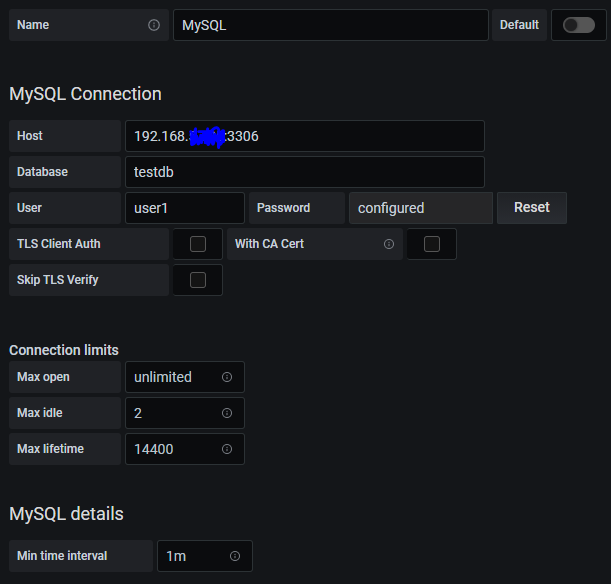 Name MySQL Default
MySQL Connection
Host 192.168. :3306
Database testdb
User user1 Password configured Reset
TLS Client Auth With CA Cert
Skip TLS Verify
Connection limits
Max open unlimited
Max idle 2
Max lifetime 14400
MySQL details
Min time interval 1m